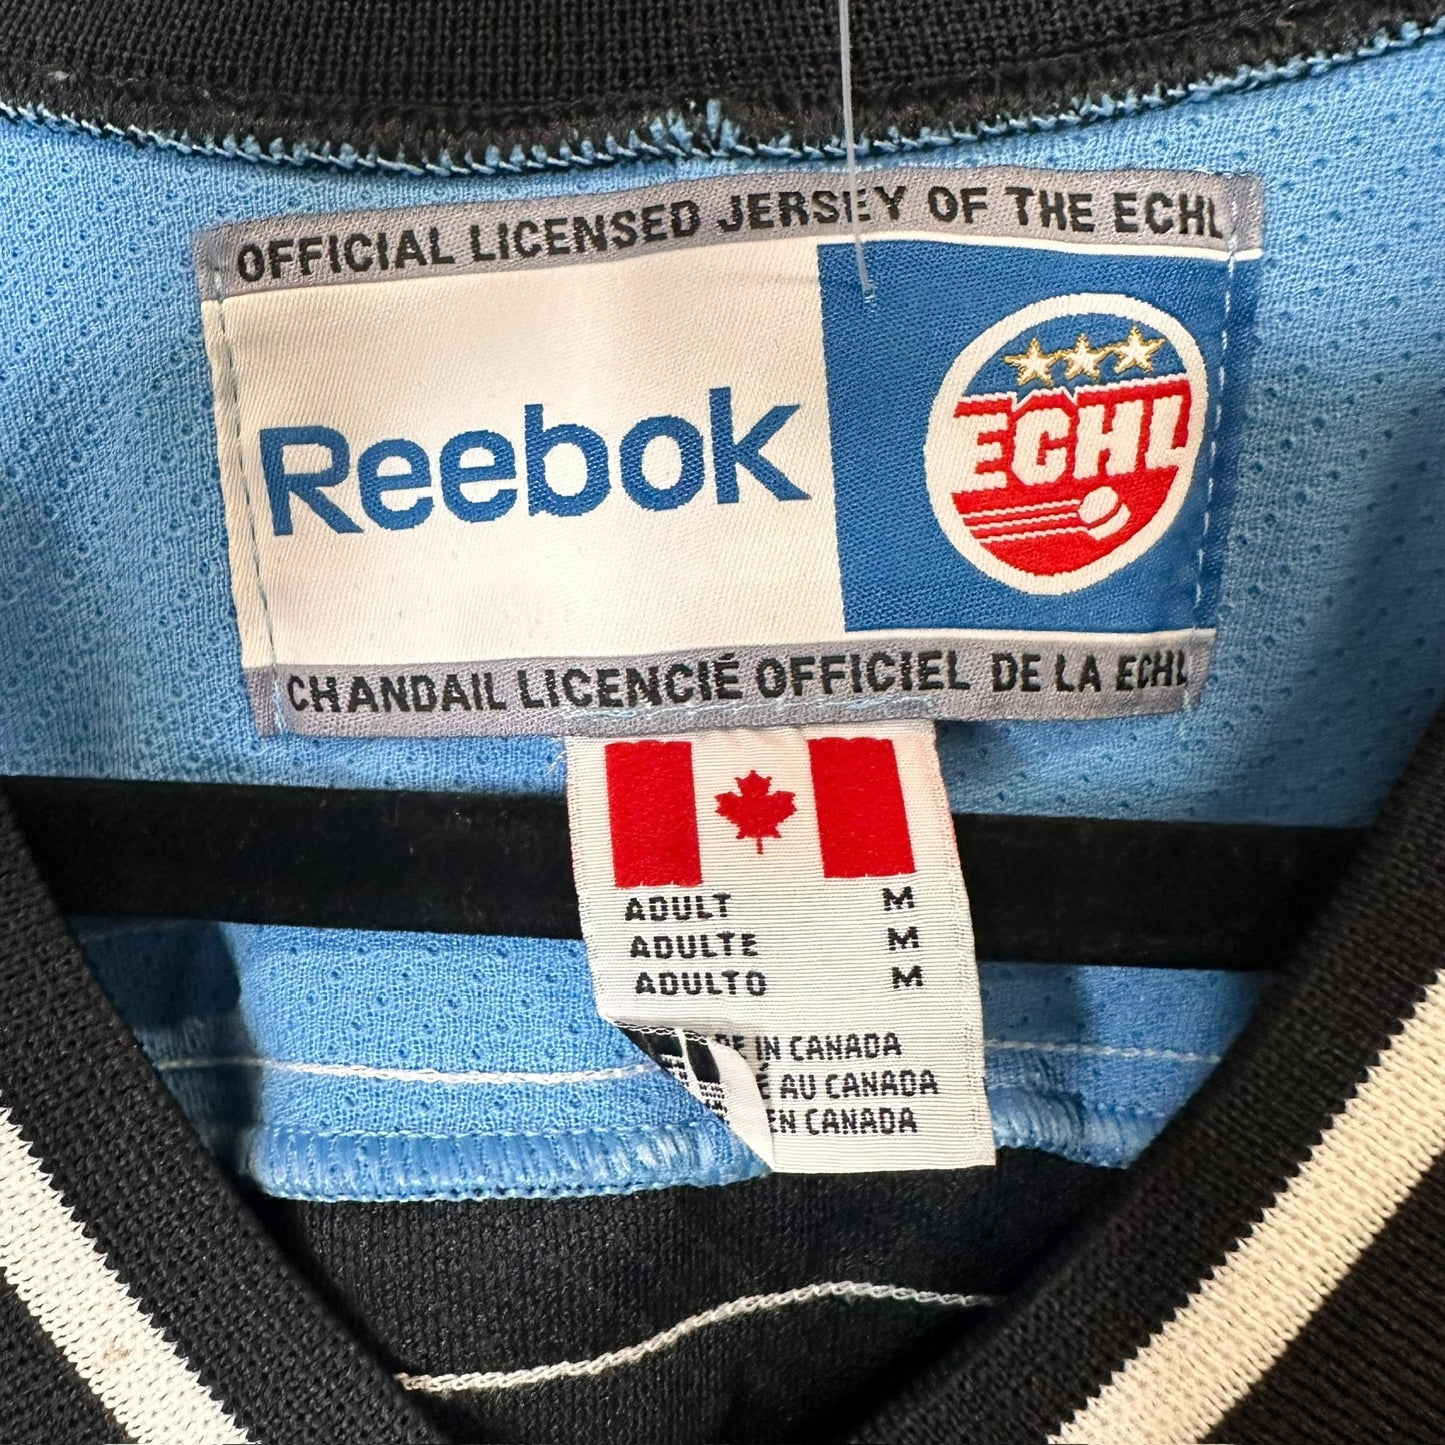 OFFICIAL LICENSED JERSEY OF THE ECHL
Reebok
ECHL
CHANDAIL LICENCIÉ OFFICIEL DE LA ECHL
ADULT M
ADULTE M
ADULTO M
IN CANADA
AU CANADA
EN CANADA